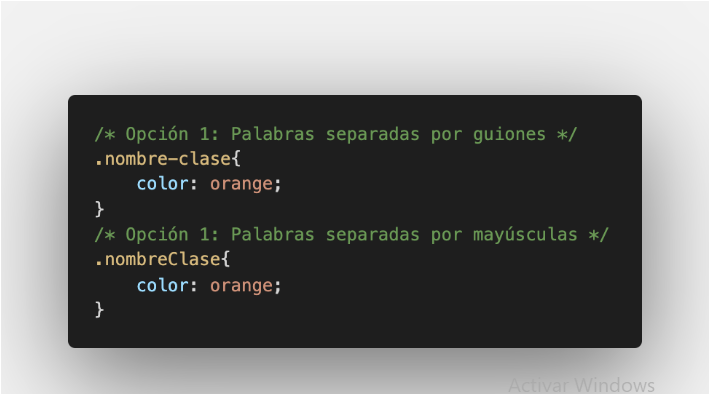 /* Opción 1: Palabras separadas por guiones */
.nombre-clase{
    color: orange;
}
/* Opción 1: Palabras separadas por mayúsculas */
.nombreClase{
    color: orange;
}
Activar Windows